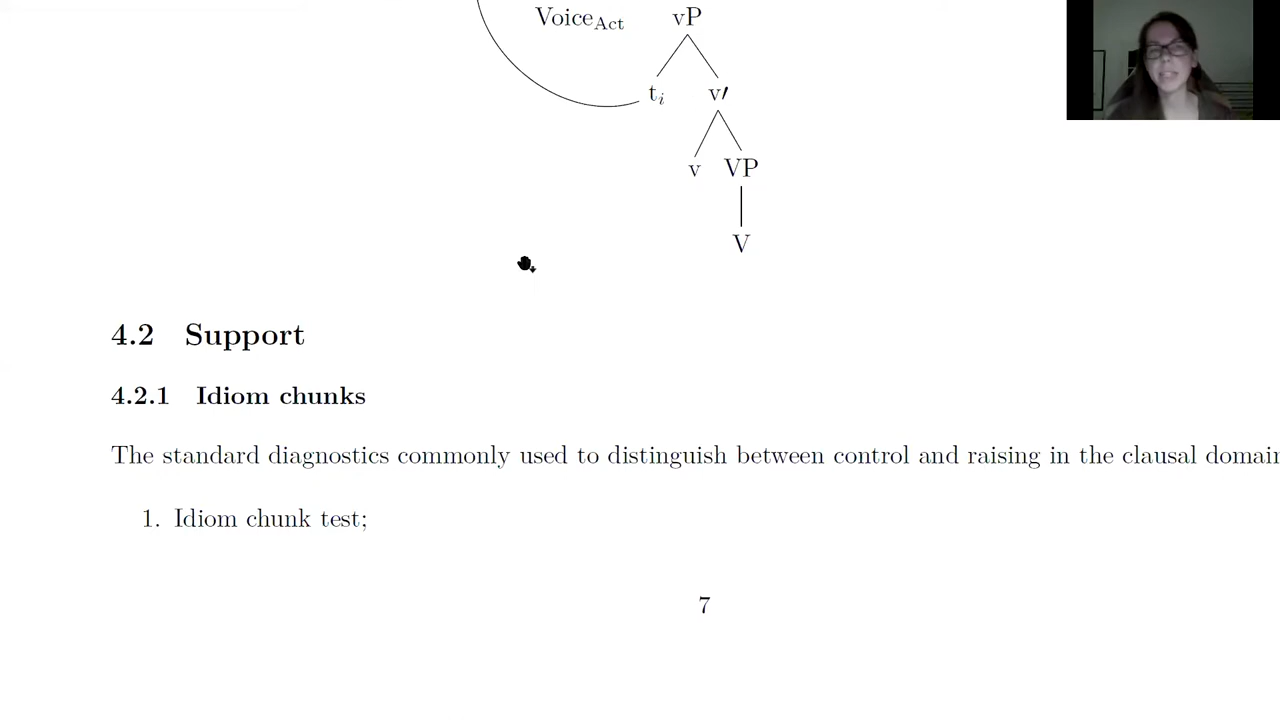 Voice_Act vP
t_i v′
v VP
V
4.2 Support
4.2.1 Idiom chunks
The standard diagnostics commonly used to distinguish between control and raising in the clausal
1. Idiom chunk test;
7